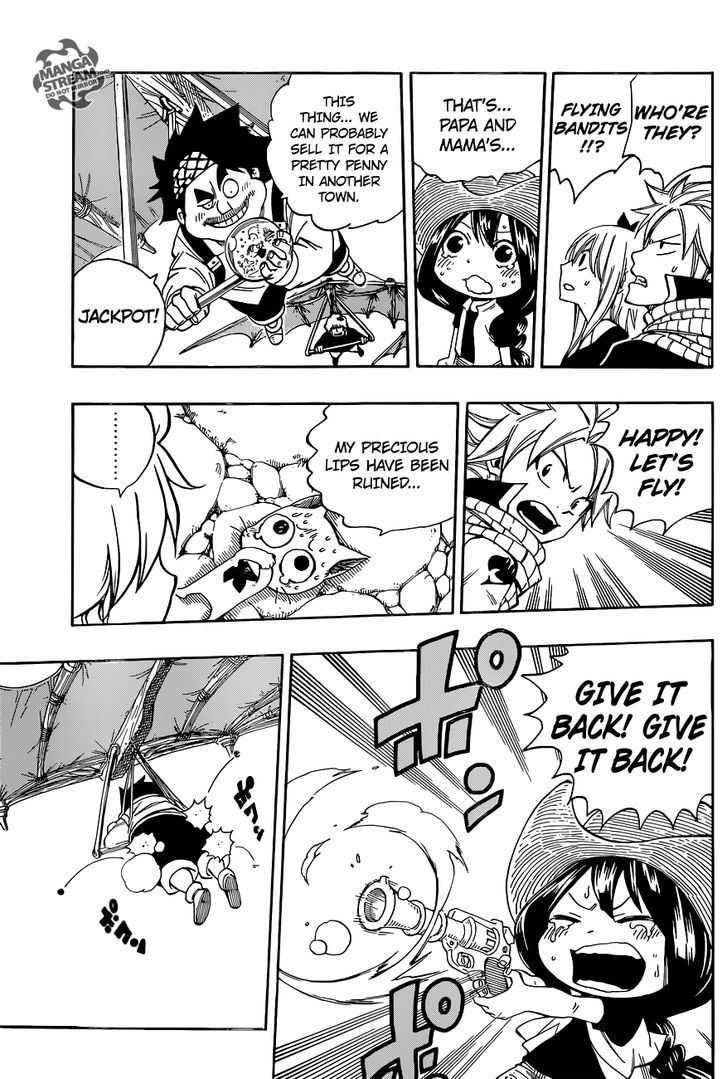 MANGA
STREAM.com
DO NOT MIRROR
WHO'RE
THEY?
FLYING
BANDITS
!!?
THAT'S...
PAPA AND
MAMA'S...
THIS
THING... WE
CAN PROBABLY
SELL IT FOR A
PRETTY PENNY
IN ANOTHER
TOWN.
JACKPOT!
HAPPY!
LET'S
FLY!
MY PRECIOUS
LIPS HAVE BEEN
RUINED...
........
GIVE IT
BACK! GIVE
IT BACK!
ポン
ポ